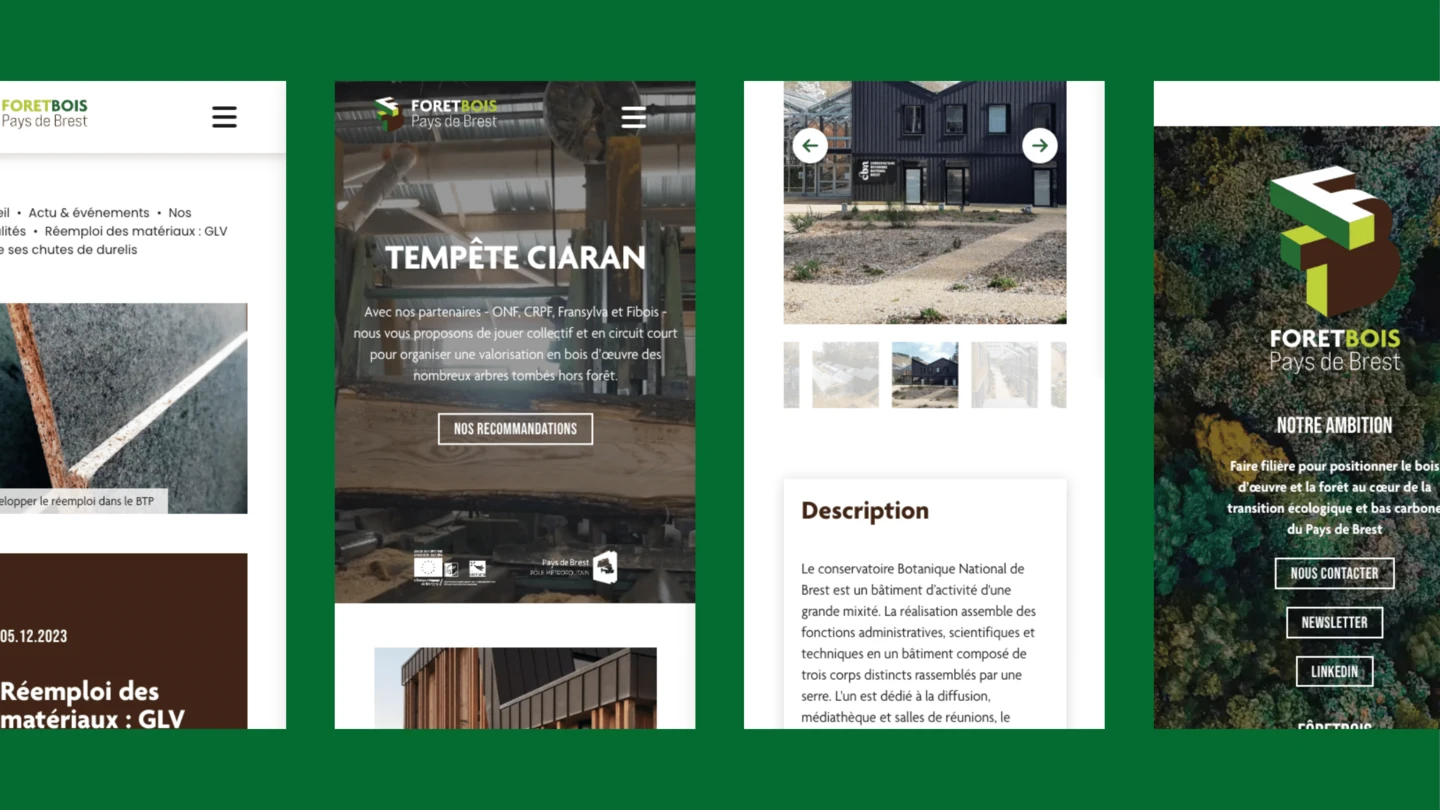 FORETBOIS
Pays de Brest
eil • Actu & événements • Nos
alités • Réemploi des matériaux : GLV
e ses chutes de durelis
elopper le réemploi dans le BTP
05.12.2023
Réemploi des
matériaux : GLV
FORETBOIS
Pays de Brest
TEMPÊTE CIARAN
Avec nos partenaires - ONF, CRPF, Fransylva et Fibois -
nous vous proposons de jouer collectif et en circuit court
pour organiser une valorisation en bois d'œuvre des
nombreux arbres tombés hors forêt.
NOS RECOMMANDATIONS
Pays de Brest
PÔLE MÉTROPOLITAIN
cbn
Description
Le conservatoire Botanique National de
Brest est un bâtiment d'activité d'une
grande mixité. La réalisation assemble des
fonctions administratives, scientifiques et
techniques en un bâtiment composé de
trois corps distincts rassemblés par une
serre. L'un est dédié à la diffusion,
médiathèque et salles de réunions, le
FORETBOIS
Pays de Brest
NOTRE AMBITION
Faire filière pour positionner le bois
d'œuvre et la forêt au cœur de la
transition écologique et bas carbone
du Pays de Brest
NOUS CONTACTER
NEWSLETTER
LINKEDIN
FÔRETBOIS